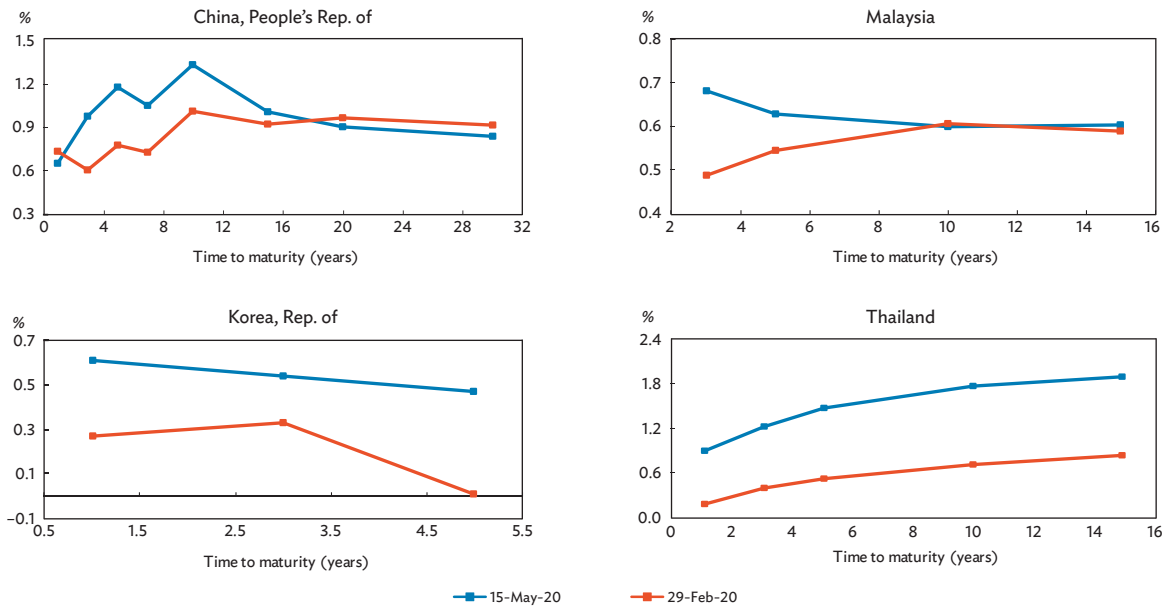 China, People's Rep. of
%
1.5
1.2
0.9
0.6
0.3
0 4 8 12 16 20 24 28 32
Time to maturity (years)
Malaysia
%
0.8
0.7
0.6
0.5
0.4
2 4 6 8 10 12 14 16
Time to maturity (years)
Korea, Rep. of
%
0.7
0.5
0.3
0.1
–0.1
0.5 1.5 2.5 3.5 4.5 5.5
Time to maturity (years)
Thailand
%
2.4
1.8
1.2
0.6
0.0
0 2 4 6 8 10 12 14 16
Time to maturity (years)
15-May-20 29-Feb-20